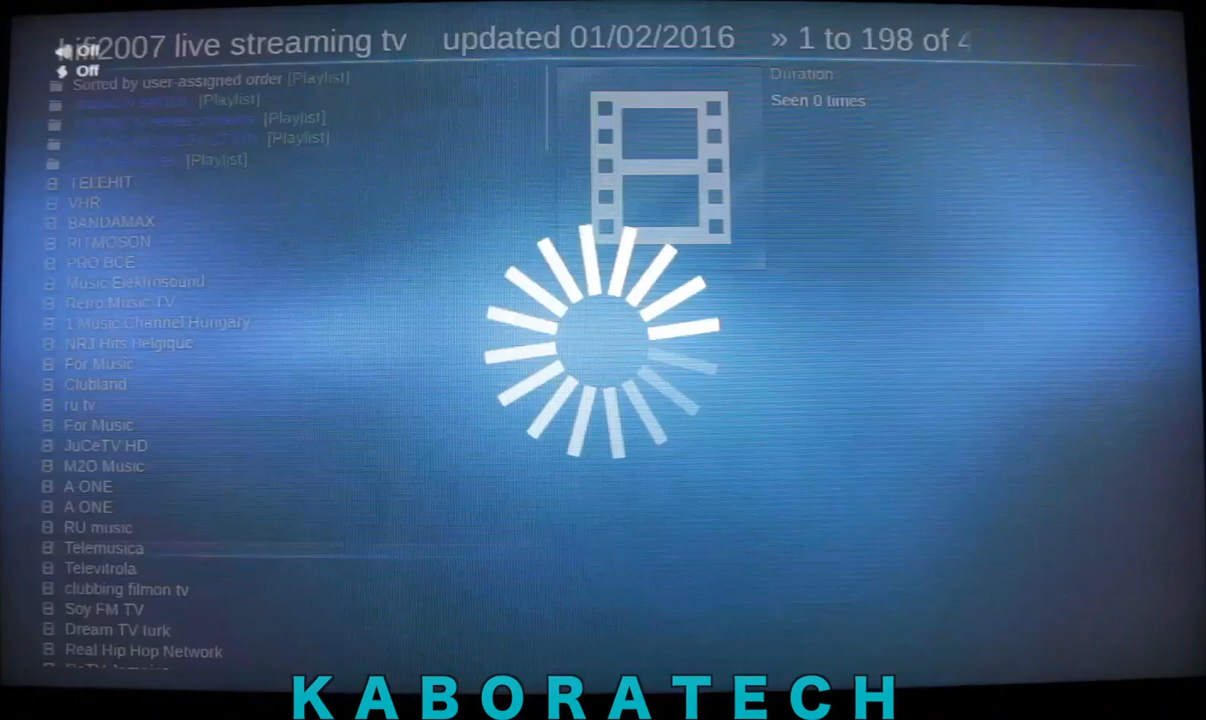 hifi2007 live streaming tv updated 01/02/2016 » 1 to 198 of 4
Off
Off
Sorted by user-assigned order [Playlist]
[Playlist]
[Playlist]
[Playlist]
[Playlist]
TELEHIT
VHR
BANDAMAX
RITMOSON
PRO BCE
Music Elektrosound
Retro Music TV
1 Music Channel Hungary
NRJ Hits Belgique
For Music
Clubland
ru tv
For Music
JuCeTV HD
M2O Music
A ONE
A ONE
RU music
Telemusica
Televitrola
clubbing filmon tv
Soy FM TV
Dream TV turk
Real Hip Hop Network
Duration
Seen 0 times
KABORATECH